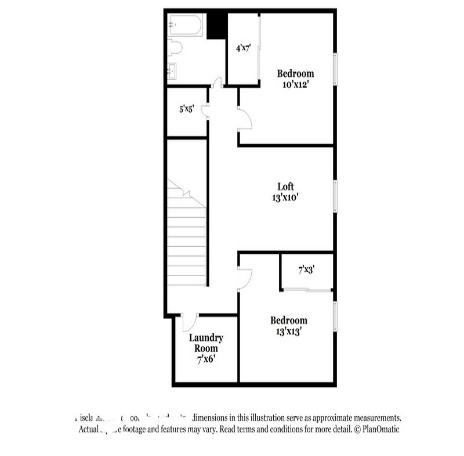 4'x7'
Bedroom
10'x12'
5'x5'
Loft
13'x10'
7'x3'
Bedroom
13'x13'
Laundry
Room
7'x6'
dimensions in this illustration serve as approximate measurements.
Actual footage and features may vary. Read terms and conditions for more detail. © PlanOmatic